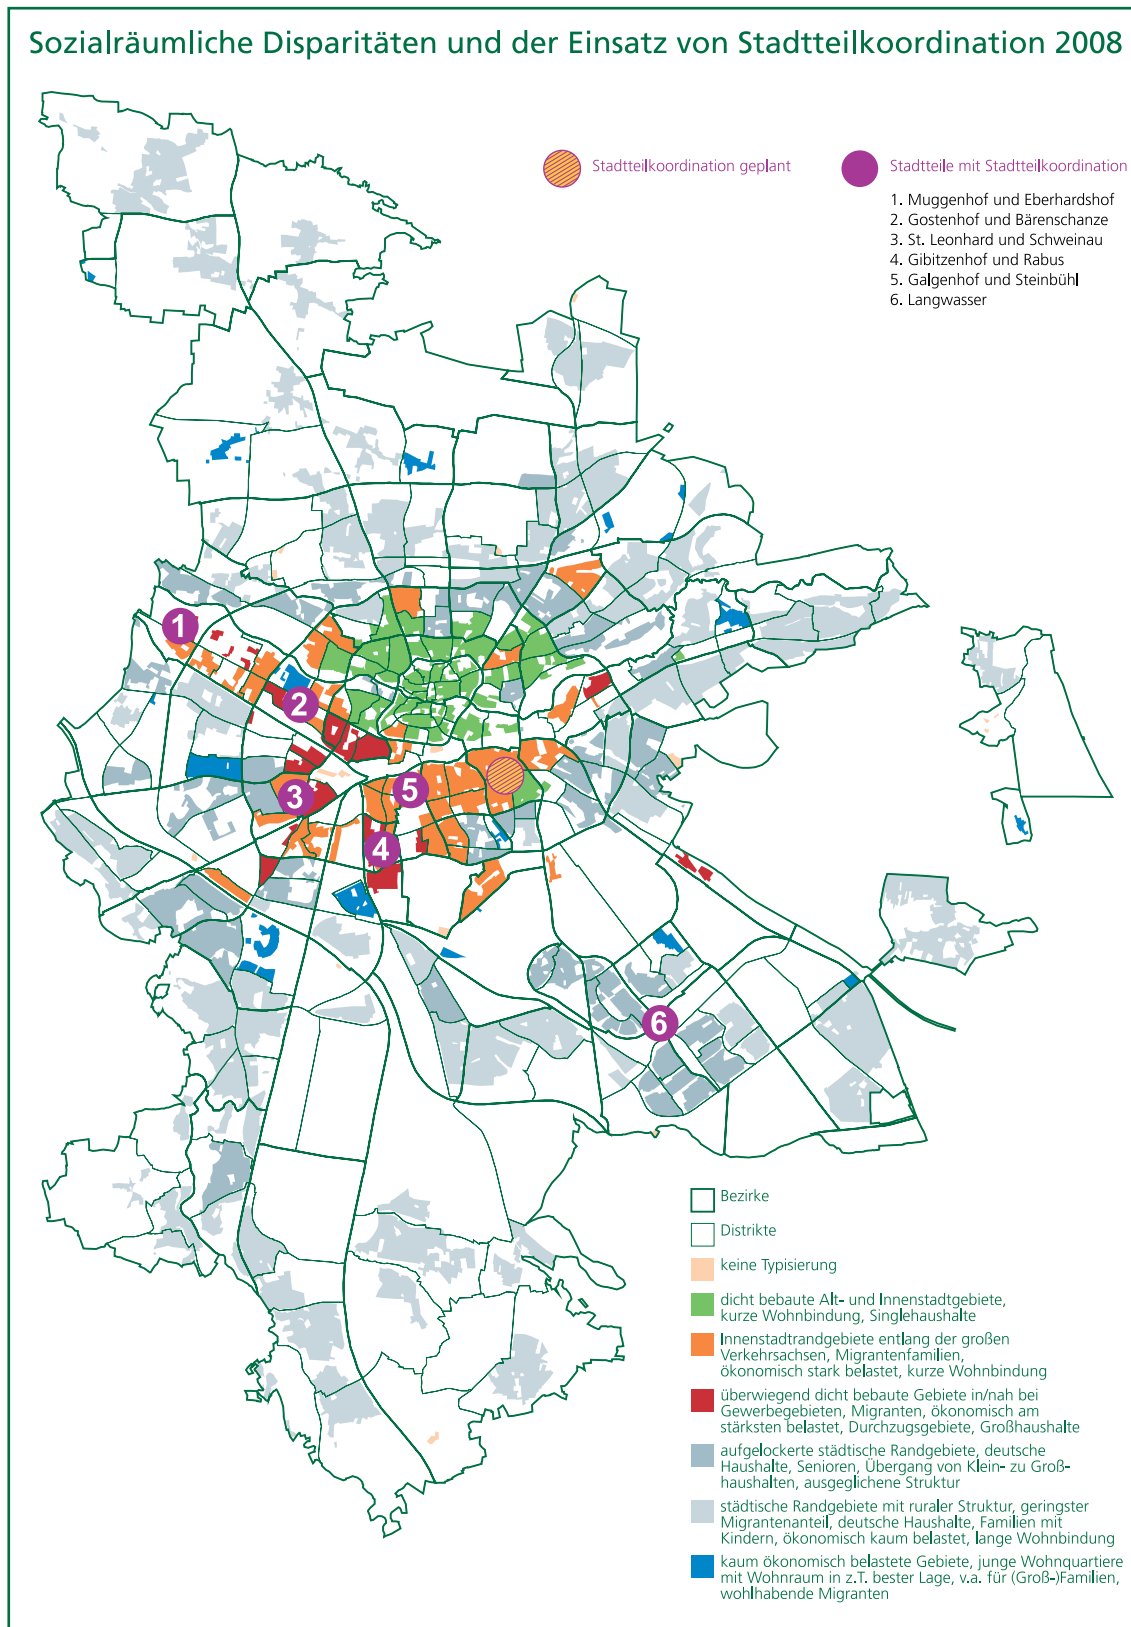 Sozialräumliche Disparitäten und der Einsatz von Stadtteilkoordination 2008
Stadtteilkoordination geplant
Stadtteile mit Stadtteilkoordination
1. Muggenhof und Eberhardshof
2. Gostenhof und Bärenschanze
3. St. Leonhard und Schweinau
4. Gibitzenhof und Rabus
5. Galgenhof und Steinbühl
6. Langwasser
1
2
3
5
4
6
Bezirke
Distrikte
keine Typisierung
dicht bebaute Alt- und Innenstadtgebiete,
kurze Wohnbindung, Singlehaushalte
Innenstadtrandgebiete entlang der großen
Verkehrsachsen, Migrantenfamilien,
ökonomisch stark belastet, kurze Wohnbindung
überwiegend dicht bebaute Gebiete in/nah bei
Gewerbegebieten, Migranten, ökonomisch am
stärksten belastet, Durchzugsgebiete, Großhaushalte
aufgelockerte städtische Randgebiete, deutsche
Haushalte, Senioren, Übergang von Klein- zu Groß-
haushalten, ausgeglichene Struktur
städtische Randgebiete mit ruraler Struktur, geringster
Migrantenanteil, deutsche Haushalte, Familien mit
Kindern, ökonomisch kaum belastet, lange Wohnbindung
kaum ökonomisch belastete Gebiete, junge Wohnquartiere
mit Wohnraum in z.T. bester Lage, v.a. für (Groß-)Familien,
wohlhabende Migranten